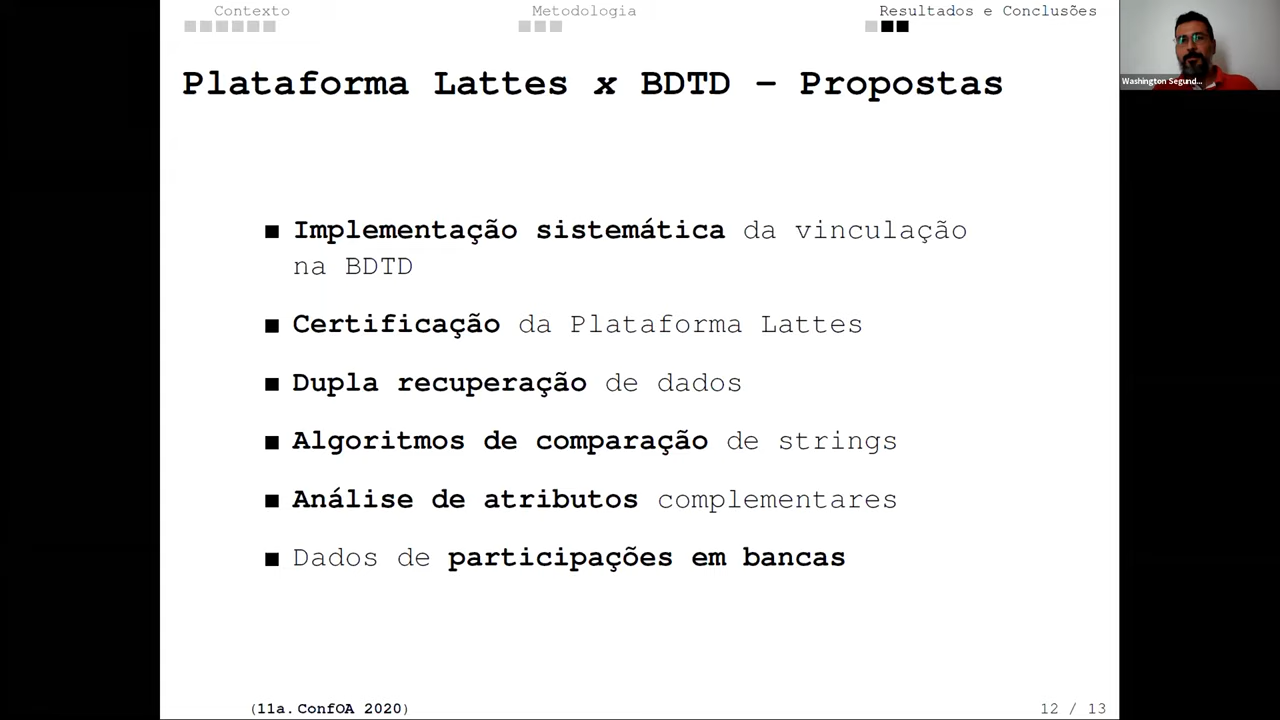 Contexto
Metodologia
Resultados e Conclusões
Plataforma Lattes x BDTD – Propostas
Washington Segund...
Implementação sistemática da vinculação
na BDTD
Certificação da Plataforma Lattes
Dupla recuperação de dados
Algoritmos de comparação de strings
Análise de atributos complementares
Dados de participações em bancas
(11a. ConfOA 2020)
12 / 13